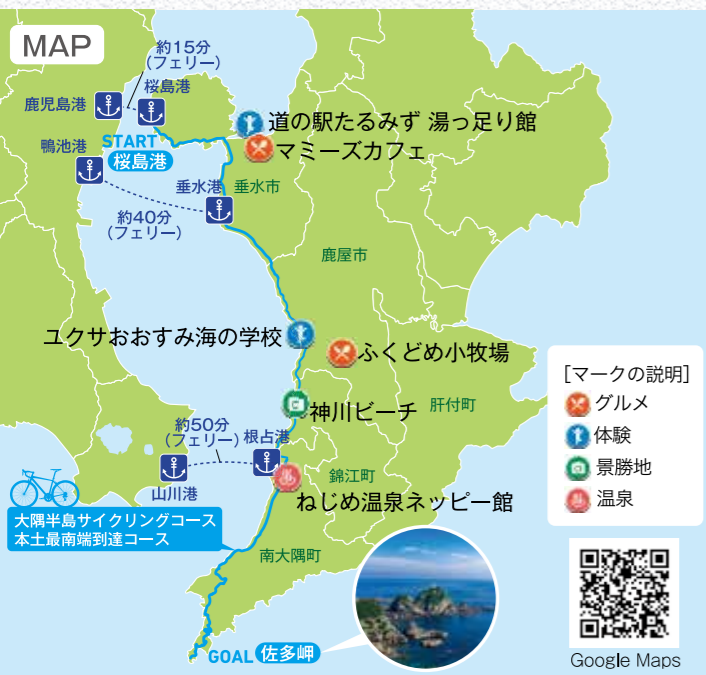 MAP
約15分
(フェリー)
桜島港
鹿児島港
START
桜島港
鴨池港
道の駅たるみず 湯っ足り館
マミーズカフェ
垂水港
垂水市
約40分
(フェリー)
鹿屋市
ユクサおおすみ海の学校
ふくどめ小牧場
神川ビーチ
肝付町
約50分
(フェリー)
根占港
山川港
錦江町
ねじめ温泉ネッピー館
大隅半島サイクリングコース
本土最南端到達コース
南大隅町
GOAL 佐多岬
[マークの説明]
グルメ
体験
景勝地
温泉
Google Maps